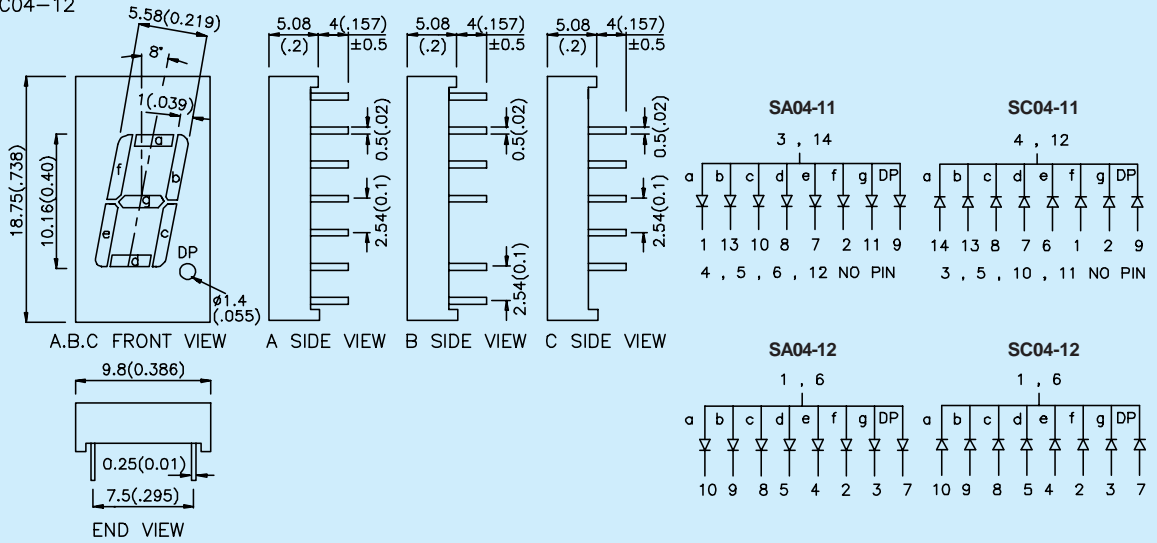 C04-12
5.58(0.219)
8°
1(.039)
18.75(.738)
10.16(0.40)
a
f
b
g
e
c
d
DP
ø1.4
(.055)
A.B.C FRONT VIEW
5.08
(.2)
4(.157)
±0.5
0.5(.02)
2.54(0.1)
A SIDE VIEW
5.08
(.2)
4(.157)
±0.5
0.5(.02)
2.54(0.1)
B SIDE VIEW
5.08
(.2)
4(.157)
±0.5
0.5(.02)
2.54(0.1)
C SIDE VIEW
9.8(0.386)
0.25(0.01)
7.5(.295)
END VIEW
SA04-11
3 , 14
a b c d e f g DP
1 13 10 8 7 2 11 9
4 , 5 , 6 , 12 NO PIN
SC04-11
4 , 12
a b c d e f g DP
14 13 8 7 6 1 2 9
3 , 5 , 10 , 11 NO PIN
SA04-12
1 , 6
a b c d e f g DP
10 9 8 5 4 2 3 7
SC04-12
1 , 6
a b c d e f g DP
10 9 8 5 4 2 3 7